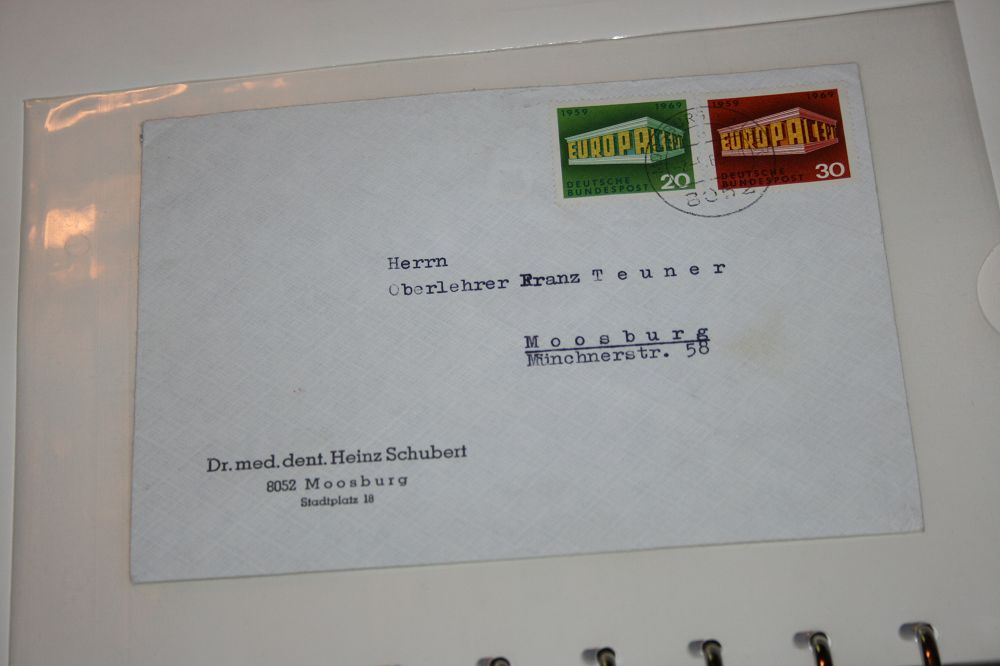 1959 1969
EUROPA CEPT
DEUTSCHE
BUNDESPOST 20
1959 1969
EUROPA CEPT
DEUTSCHE
BUNDESPOST 30
8052
Herrn
Oberlehrer Franz Teuner
Moosburg
Münchnerstr. 58
Dr. med. dent. Heinz Schubert
8052 Moosburg
Stadtplatz 18